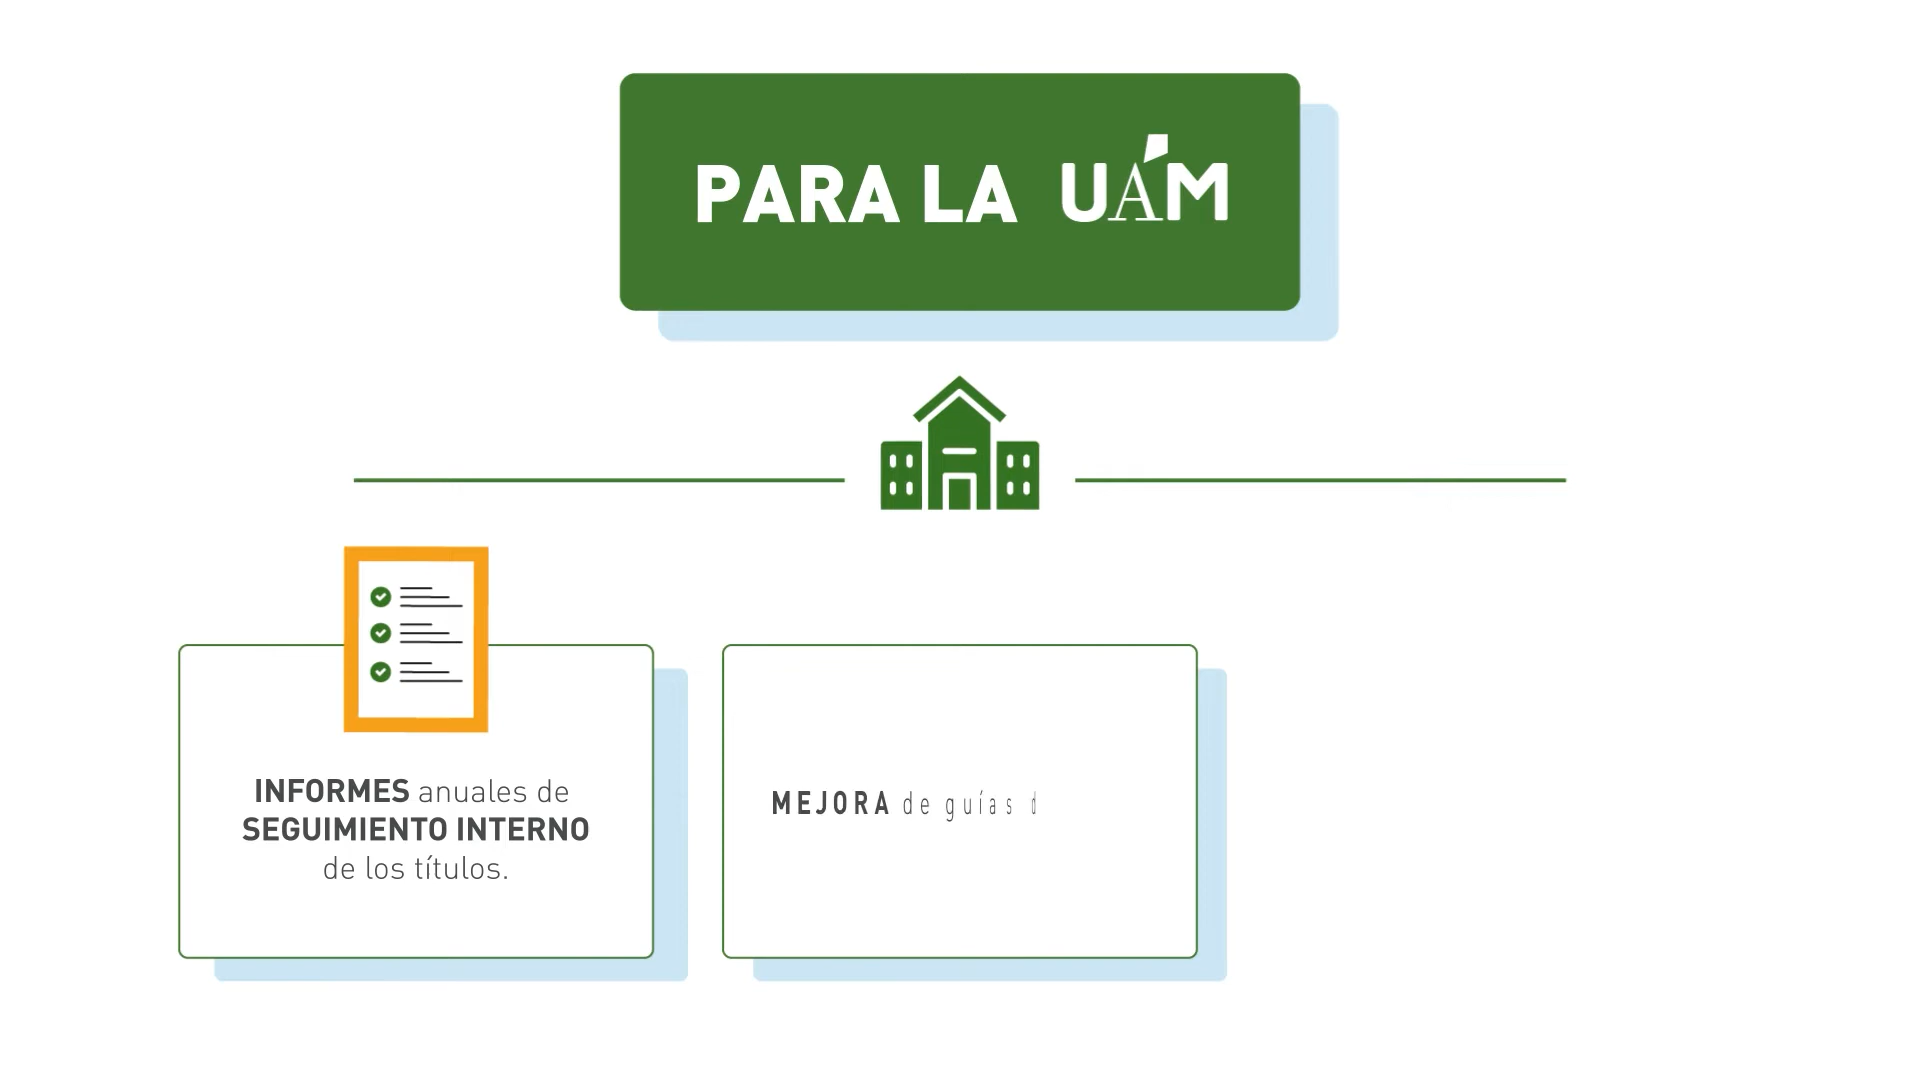 PARA LA UAM
INFORMES anuales de
SEGUIMIENTO INTERNO
de los títulos.
MEJORA de guías d